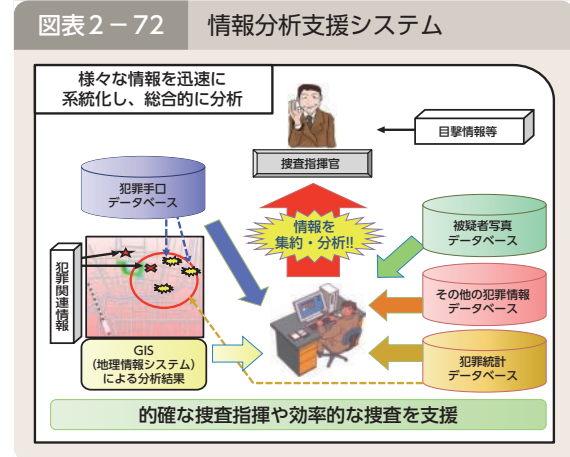 図表2－72 情報分析支援システム
様々な情報を迅速に
系統化し、総合的に分析
目撃情報等
捜査指揮官
犯罪手口
データベース
情報を
集約・分析!!
被疑者写真
データベース
犯罪関連情報
その他の犯罪情報
データベース
GIS
（地理情報システム）
による分析結果
犯罪統計
データベース
的確な捜査指揮や効率的な捜査を支援